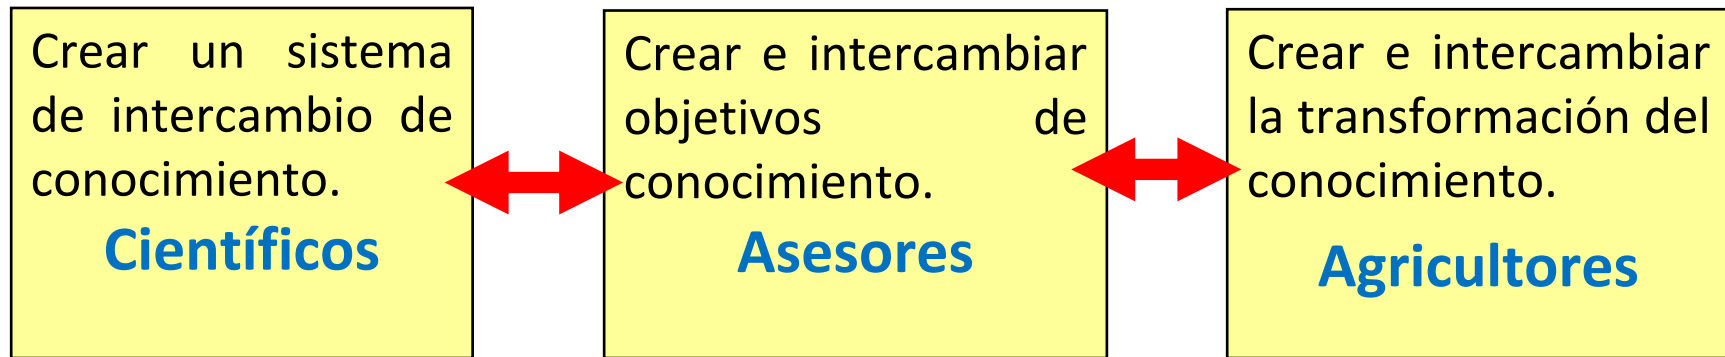 Crear un sistema
de intercambio de
conocimiento.
Científicos
Crear e intercambiar
objetivos de
conocimiento.
Asesores
Crear e intercambiar
la transformación del
conocimiento.
Agricultores